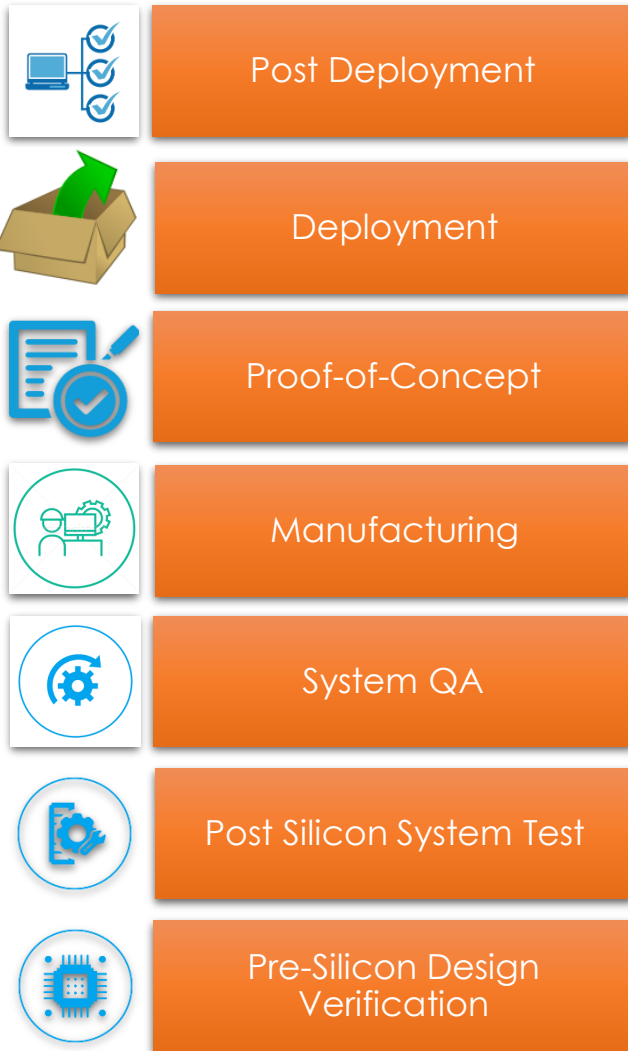 Post Deployment
Deployment
Proof-of-Concept
Manufacturing
System QA
Post Silicon System Test
Pre-Silicon Design
Verification